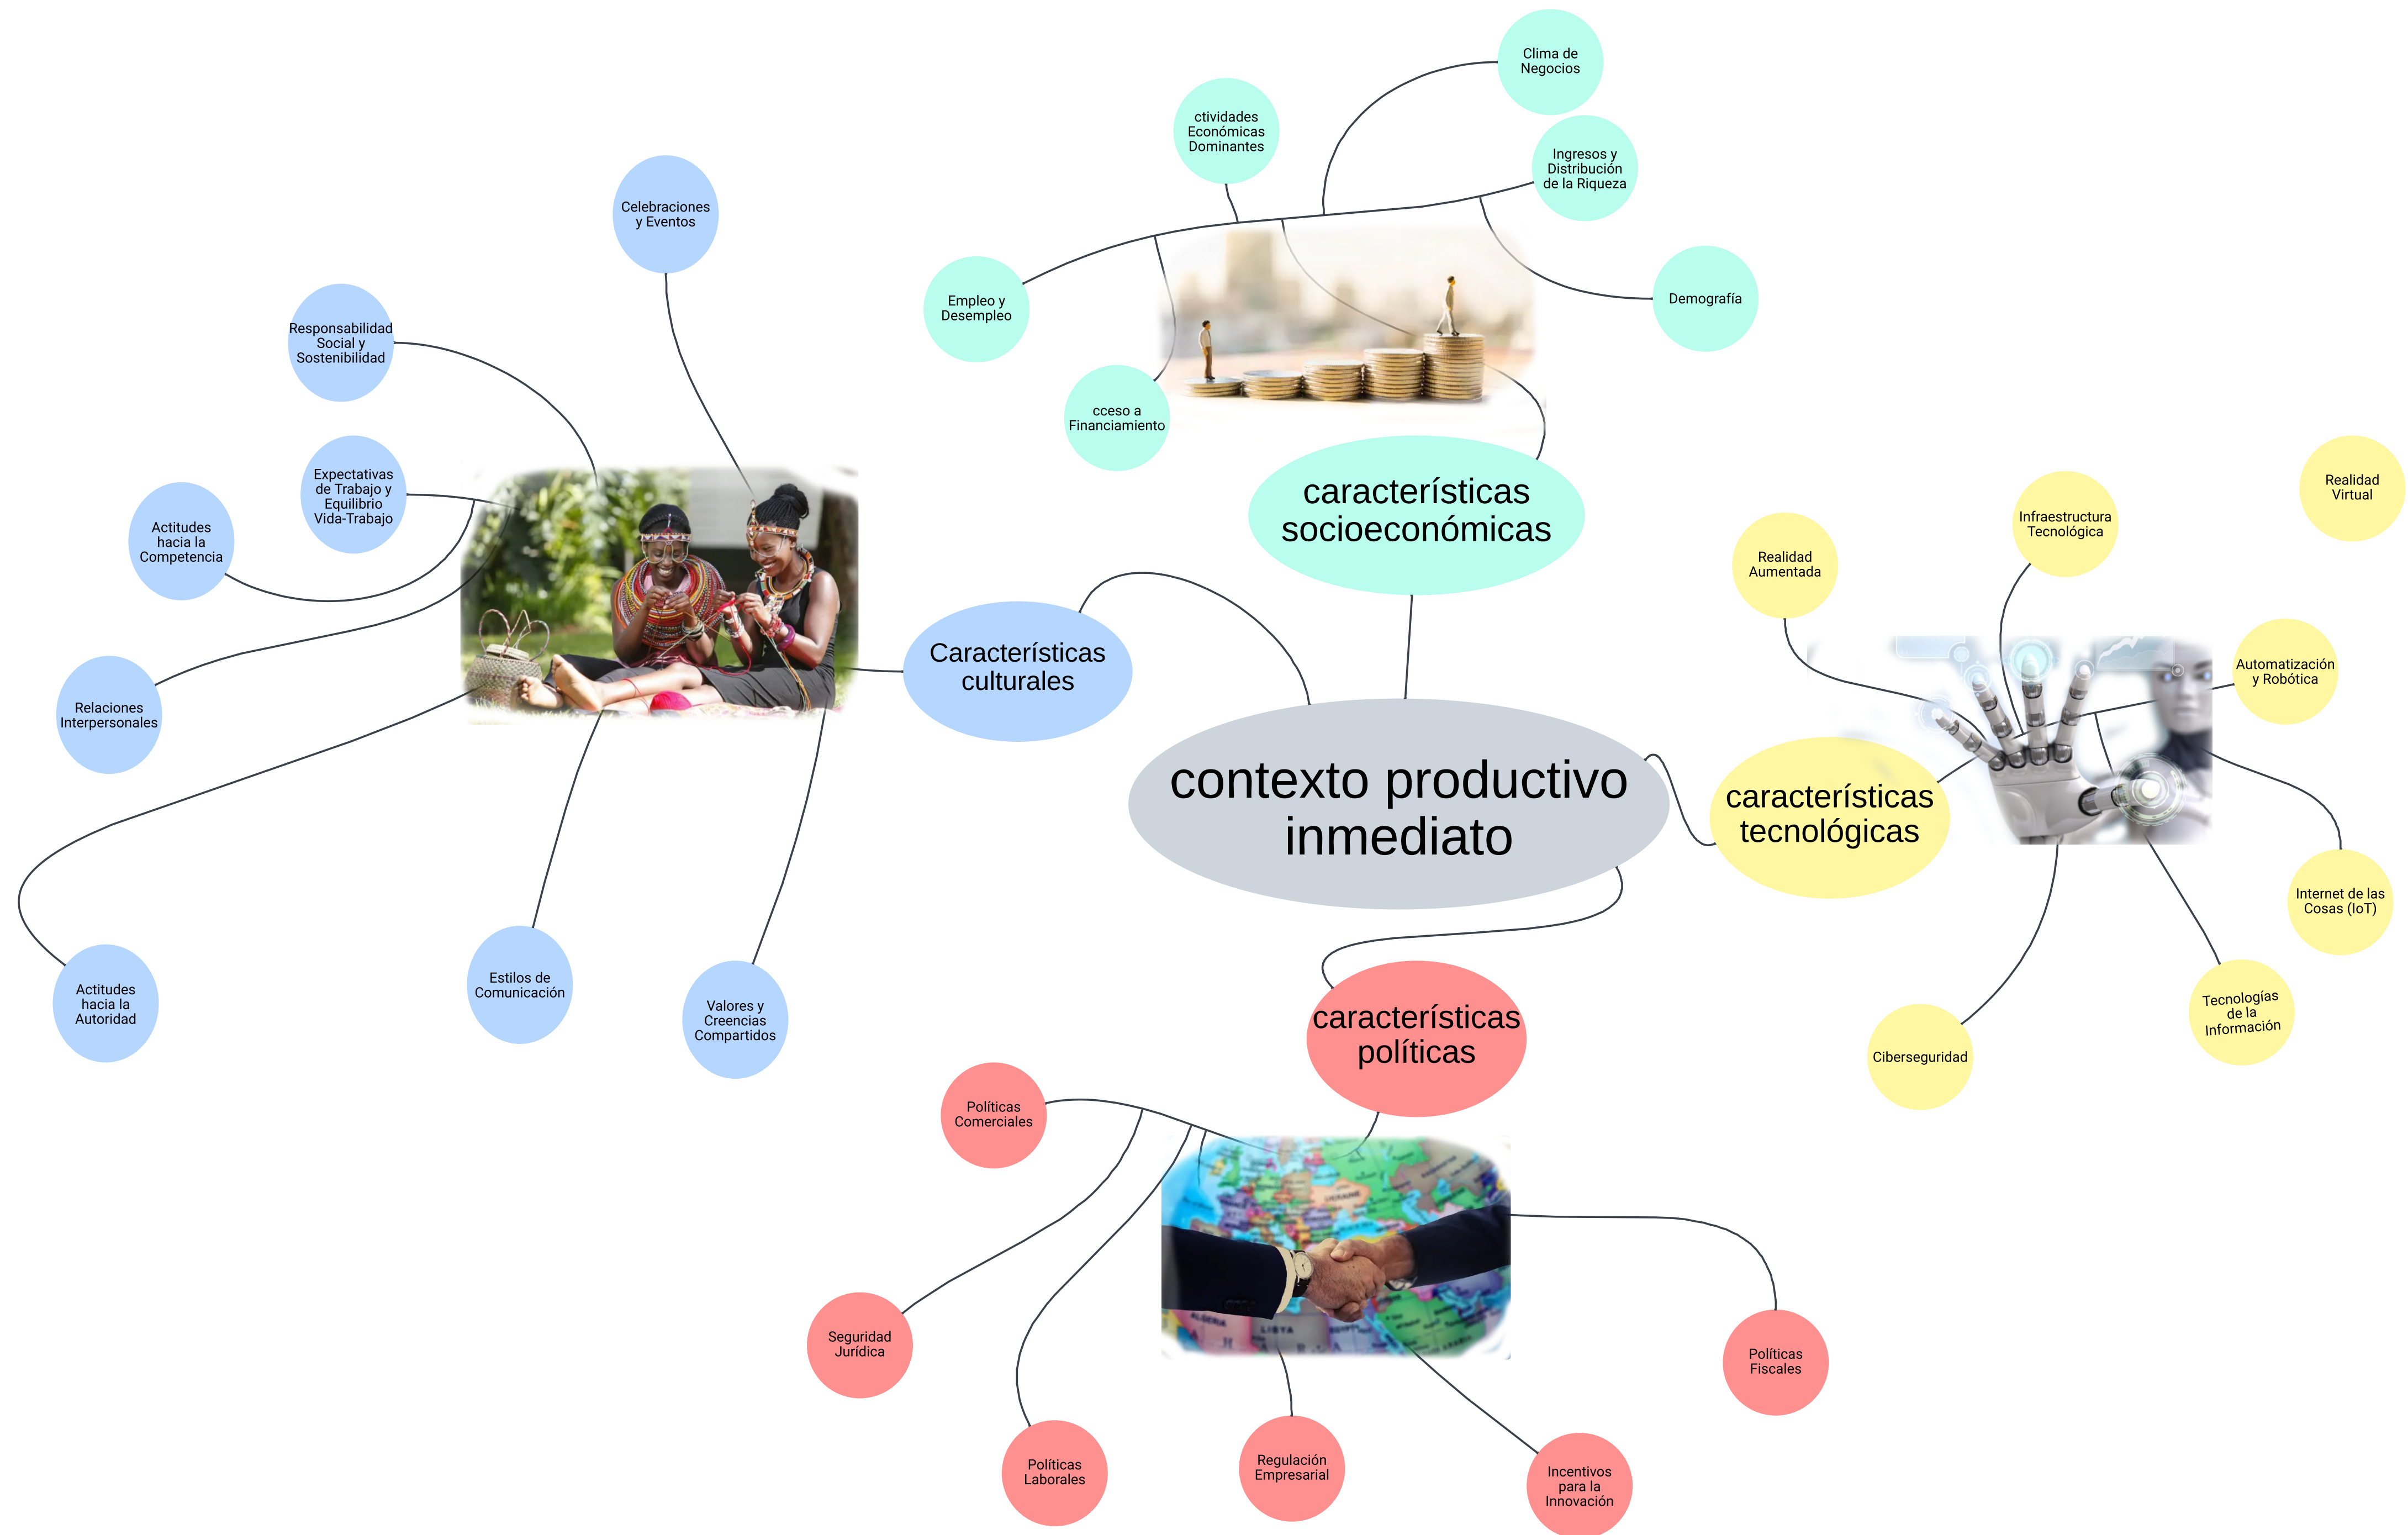 Clima de
Negocios
ctividades
Económicas
Dominantes
Ingresos y
Distribución
de la Riqueza
Empleo y
Desempleo
Demografía
cceso a
Financiamiento
características
socioeconómicas
Celebraciones
y Eventos
Responsabilidad
Social y
Sostenibilidad
Expectativas
de Trabajo y
Equilibrio
Vida-Trabajo
Actitudes
hacia la
Competencia
Relaciones
Interpersonales
Actitudes
hacia la
Autoridad
Estilos de
Comunicación
Valores y
Creencias
Compartidos
Características
culturales
contexto productivo
inmediato
características
tecnológicas
Realidad
Aumentada
Infraestructura
Tecnológica
Realidad
Virtual
Automatización
y Robótica
Internet de las
Cosas (IoT)
Tecnologías
de la
Información
Ciberseguridad
características
políticas
Políticas
Comerciales
Seguridad
Jurídica
Políticas
Laborales
Regulación
Empresarial
Incentivos
para la
Innovación
Políticas
Fiscales
UKRAINE
ALGERIA
LIBYA